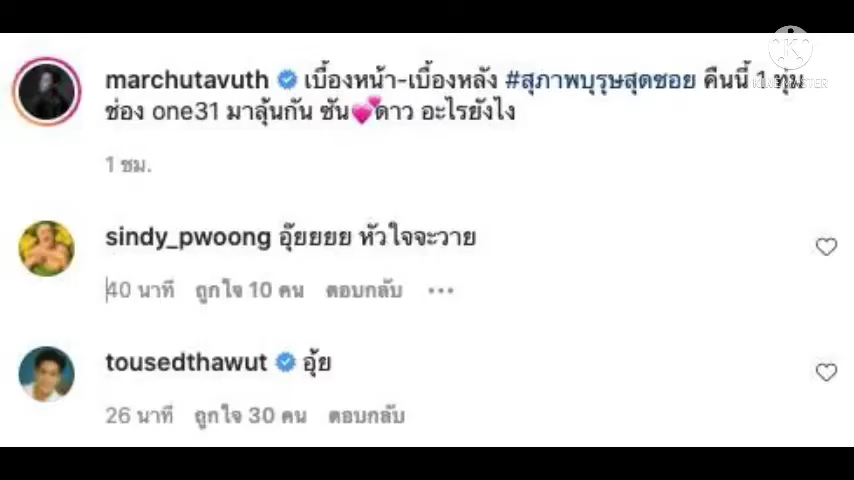 KINEMASTER
marchutavuth เบื้องหน้า-เบื้องหลัง #สุภาพบุรุษสุดซอย คืนนี้ 1 ทุ่ม
ช่อง one31 มาลุ้นกัน ซัน💕ดาว อะไรยังไง
1 ชม.
sindy_pwoong อุ๊ยยยย หัวใจจะวาย
40 นาที ถูกใจ 10 คน ตอบกลับ ...
tousedthawut อุ้ย
26 นาที ถูกใจ 30 คน ตอบกลับ